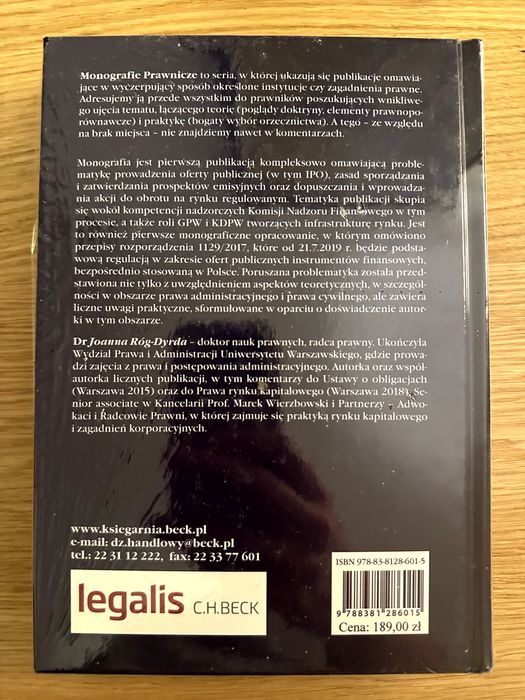 Monografie Prawnicze to seria, w której ukazują się publikacje omawia-
jące w wyczerpujący sposób określone instytucje czy zagadnienia prawne.
Adresujemy ją przede wszystkim do prawników poszukujących wnikliwe-
go ujęcia tematu, łączącego teorię (poglądy doktryny, elementy prawnopo-
równawcze) i praktykę (bogaty wybór orzecznictwa). A tego – ze względu
na brak miejsca – nie znajdziemy nawet w komentarzach.
Monografia jest pierwszą publikacją kompleksowo omawiającą proble-
matykę prowadzenia oferty publicznej (w tym IPO), zasad sporządzania
i zatwierdzania prospektów emisyjnych oraz dopuszczania i wprowadza-
nia akcji do obrotu na rynku regulowanym. Tematyka publikacji skupia
się wokół kompetencji nadzorczych Komisji Nadzoru Finansowego w tym
procesie, a także roli GPW i KDPW tworzących infrastrukturę rynku. Jest
to również pierwsze monograficzne opracowanie, w którym omówiono
przepisy rozporządzenia 1129/2017, które od 21.7.2019 r. będzie podsta-
wową regulacją w zakresie ofert publicznych instrumentów finansowych,
bezpośrednio stosowaną w Polsce. Poruszana problematyka została przed-
stawiona nie tylko z uwzględnieniem aspektów teoretycznych, w szczegól-
ności w obszarze prawa administracyjnego i prawa cywilnego, ale zawiera
liczne uwagi praktyczne, sformułowane w oparciu o doświadczenie autor-
ki w tym obszarze.
Dr Joanna Róg-Dyrda – doktor nauk prawnych, radca prawny. Ukończyła
Wydział Prawa i Administracji Uniwersytetu Warszawskiego, gdzie prowa-
dzi zajęcia z prawa i postępowania administracyjnego. Autorka oraz współ-
autorka licznych publikacji, w tym komentarzy do Ustawy o obligacjach
(Warszawa 2015) oraz do Prawa rynku kapitałowego (Warszawa 2018). Se-
nior associate w Kancelarii Prof. Marek Wierzbowski i Partnerzy – Adwo-
kaci i Radcowie Prawni, w której zajmuje się praktyką rynku kapitałowego
i zagadnień korporacyjnych.
www.ksiegarnia.beck.pl
e-mail: dz.handlowy@beck.pl
tel.: 22 31 12 222, fax: 22 33 77 601
legalis C.H.BECK
ISBN 978-83-8128-601-5
9 788381 286015
Cena: 189,00 zł